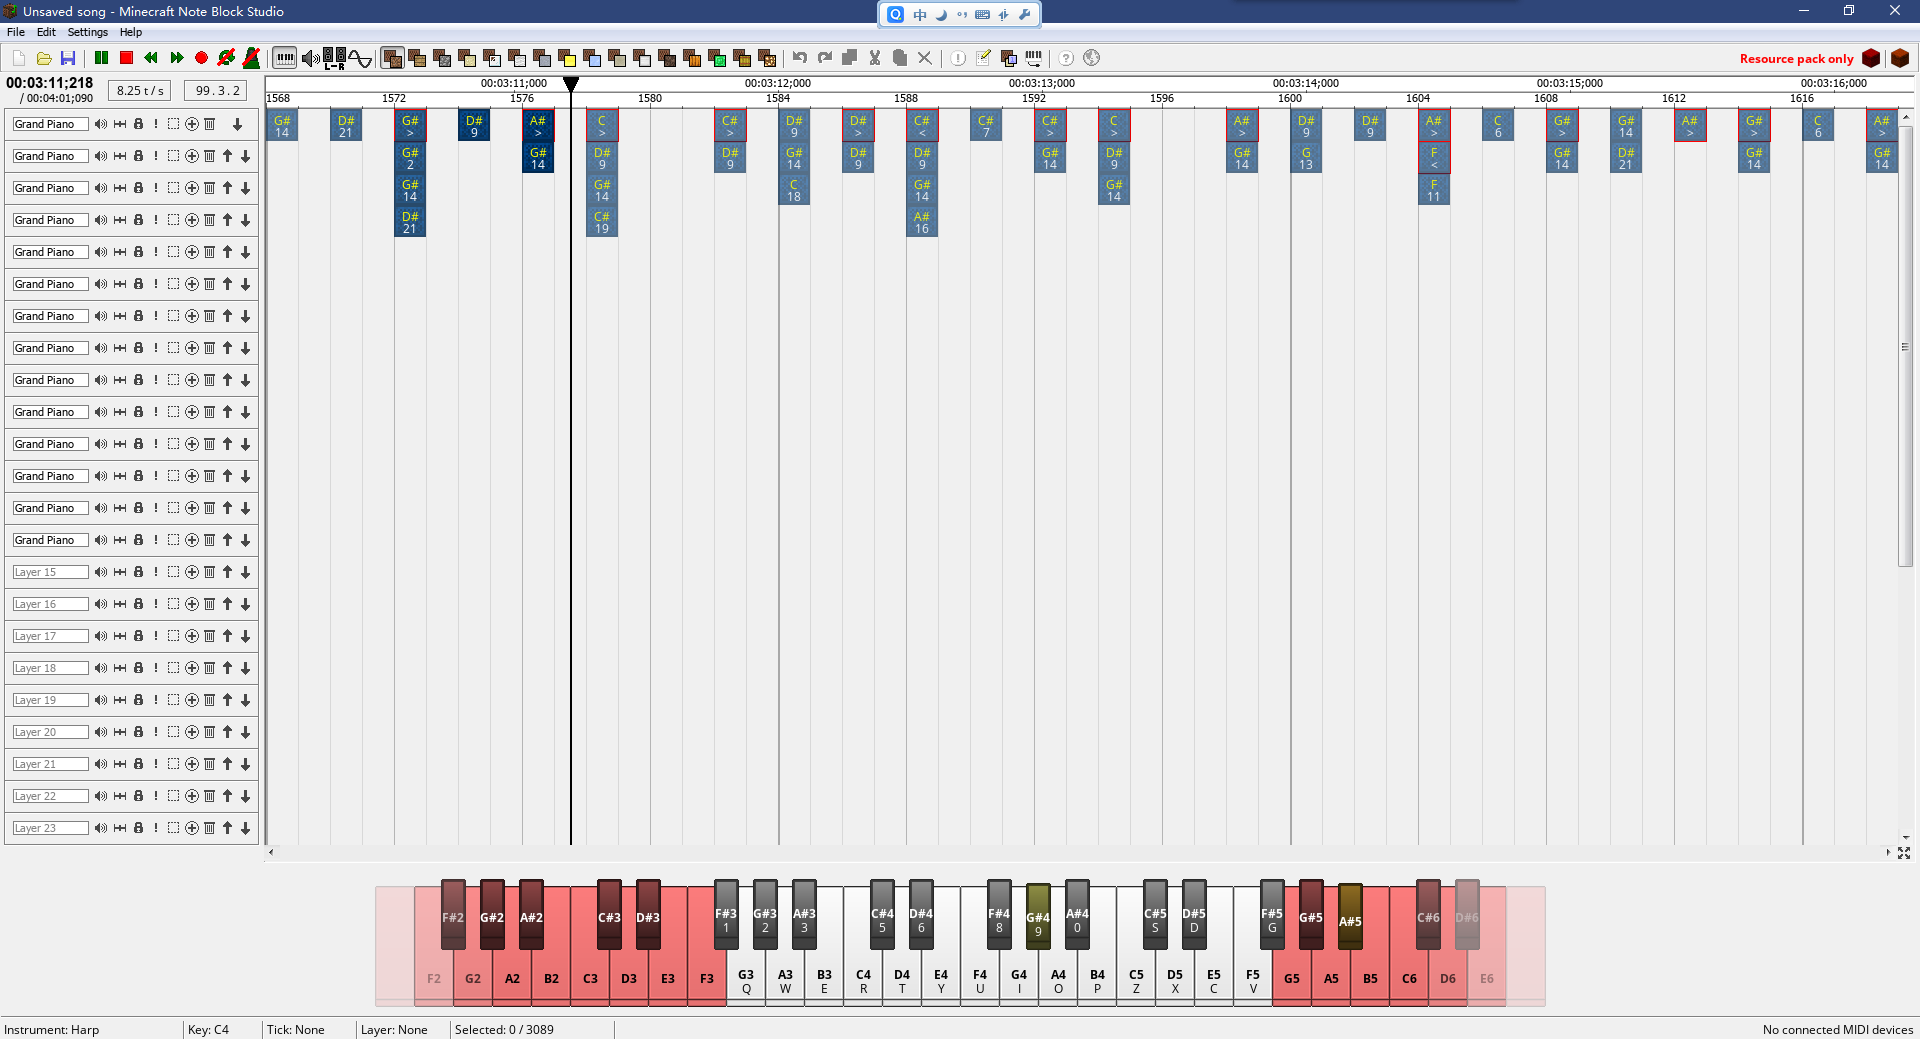 Unsaved song - Minecraft Note Block Studio
中
File Edit Settings Help
L--R
Resource pack only
00:03:11;218
/ 00:04:01;090
8.25 t / s
99 . 3 . 2
00:03:11;000 00:03:12;000 00:03:13;000 00:03:14;000 00:03:15;000 00:03:16;000
1568 1572 1576 1580 1584 1588 1592 1596 1600 1604 1608 1612 1616
Grand Piano
G# D# G# D# A# C C# D# D# C# C# C# C A# D# D# A# C G# G# A# G# C A#
14 21 > 9 > > > 9 > < 7 > > > 9 9 > 6 > 14 > > 6 >
Grand Piano
G# G# D# D# G# D# D# G# D# G# G F G# D# G# G#
2 14 9 9 14 9 9 14 9 14 13 < 14 21 14 14
Grand Piano
G# G# C G# G# F
14 14 18 14 14 11
Grand Piano
D# C# A#
21 19 16
Grand Piano
Grand Piano
Grand Piano
Grand Piano
Grand Piano
Grand Piano
Grand Piano
Grand Piano
Grand Piano
Grand Piano
Layer 15
Layer 16
Layer 17
Layer 18
Layer 19
Layer 20
Layer 21
Layer 22
Layer 23
F#2 G#2 A#2 C#3 D#3 F#3 G#3 A#3 C#4 D#4 F#4 G#4 A#4 C#5 D#5 F#5 G#5 A#5 C#6 D#6
1 2 3 5 6 8 9 0 S D G
F2 G2 A2 B2 C3 D3 E3 F3 G3 A3 B3 C4 D4 E4 F4 G4 A4 B4 C5 D5 E5 F5 G5 A5 B5 C6 D6 E6
Q W E R T Y U I O P Z X C V
Instrument: Harp Key: C4 Tick: None Layer: None Selected: 0 / 3089 No connected MIDI devices